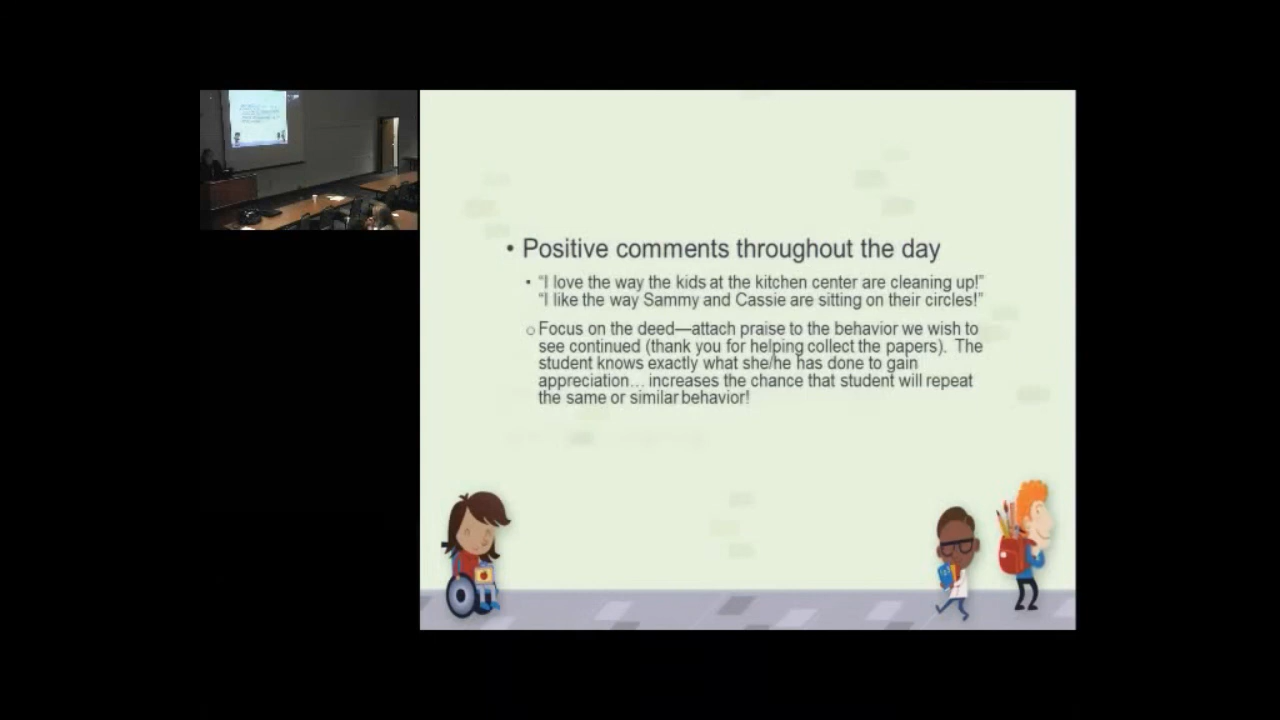 • Positive comments throughout the day
• “I love the way the kids at the kitchen center are cleaning up!”
“I like the way Sammy and Cassie are sitting on their circles!”
o Focus on the deed—attach praise to the behavior we wish to
see continued (thank you for helping collect the papers). The
student knows exactly what she/he has done to gain
appreciation… increases the chance that student will repeat
the same or similar behavior!